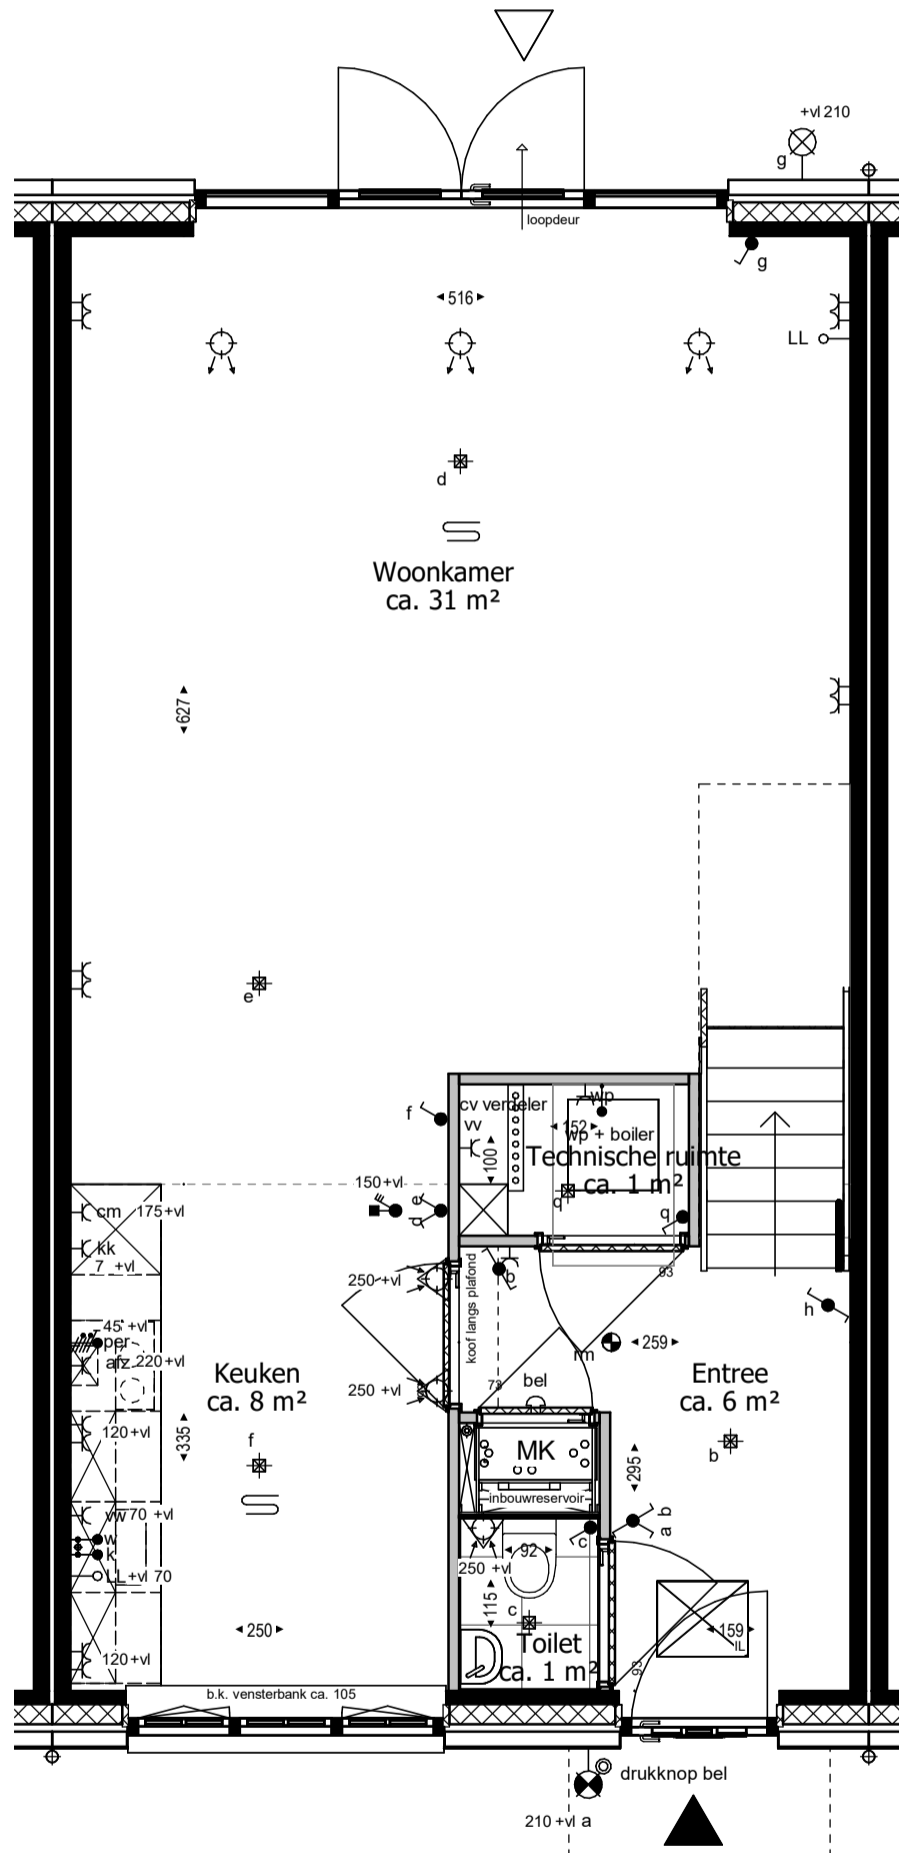 +vl 210
g
loopdeur
g
516
LL
d
Woonkamer
ca. 31 m²
627
e
f
cv verdeler
wp
vv
152
wp + boiler
100
Technische ruimte
ca. 1 m²
150+vl
e
d
q
q
cm 175+vl
kk
7 +vl
250 +vl
koof langs plafond
b
93
h
45 +vl
per
afz 220+vl
rm
259
Keuken
ca. 8 m²
250 +vl
73
bel
Entree
ca. 6 m²
120+vl
335
f
MK
b
295
inbouwreservoir
vw 70 +vl
w
k
c
b
a
LL+vl 70
92
250 +vl
115
c
250
Toilet
ca. 1 m²
159
IL
93
120+vl
b.k. vensterbank ca. 105
drukknop bel
210 +vl a